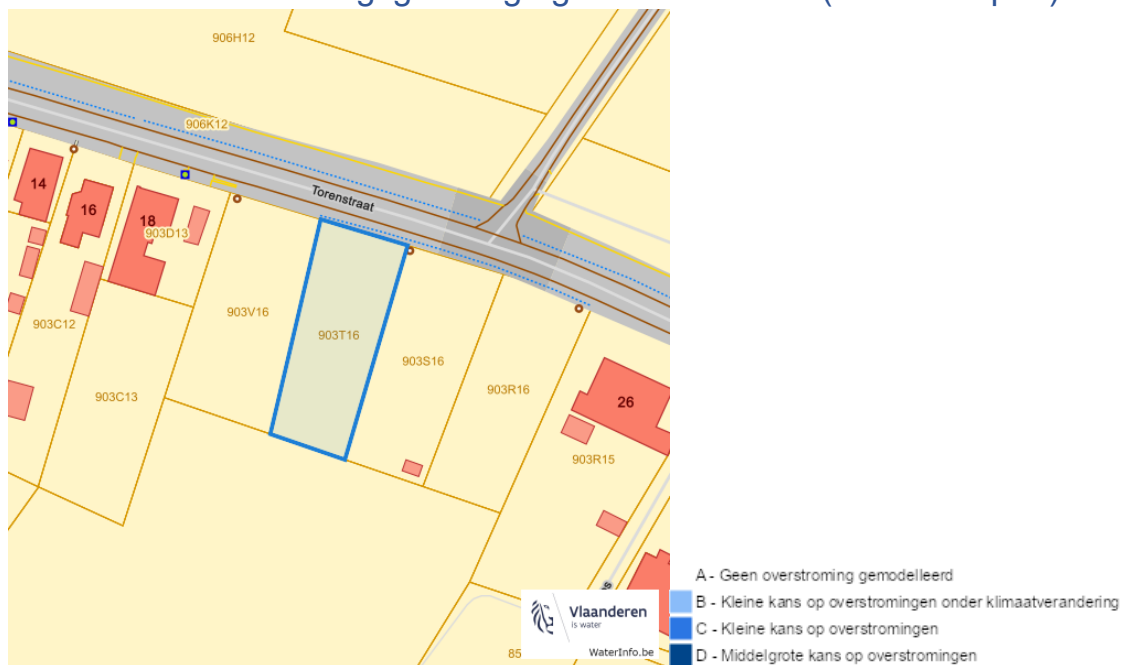 906H12
906K12
Torenstraat
14
16
18
903D13
903V16
903T16
903S16
903R16
903C12
903C13
26
903R15
Vlaanderen
is water
WaterInfo.be
85
A - Geen overstroming gemodelleerd
B - Kleine kans op overstromingen onder klimaatverandering
C - Kleine kans op overstromingen
D - Middelgrote kans op overstromingen